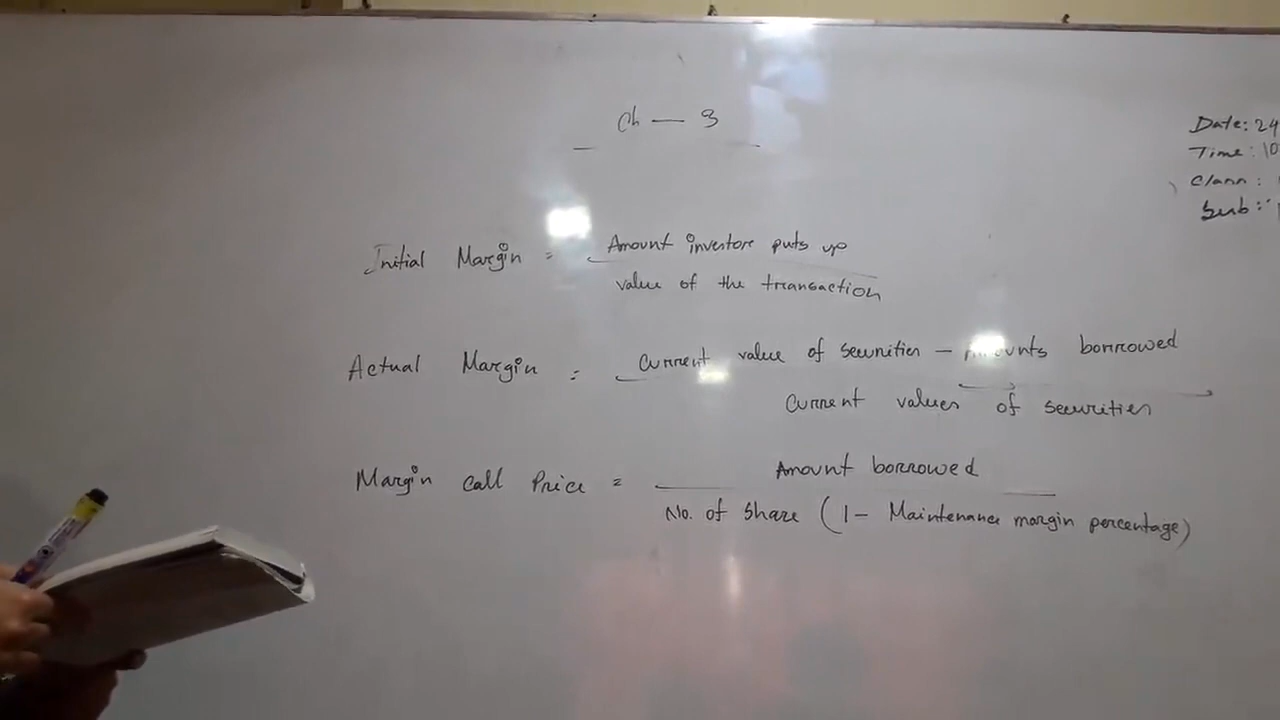 Ch — 3
Date: 24
Time: 10
Class:
Sub:
Initial Margin = Amount investors puts up
value of the transaction
Actual Margin = Current value of securities — Amounts borrowed
Current values of securities
Margin call Price = Amount borrowed
No. of Share (1 — Maintenance margin percentage)